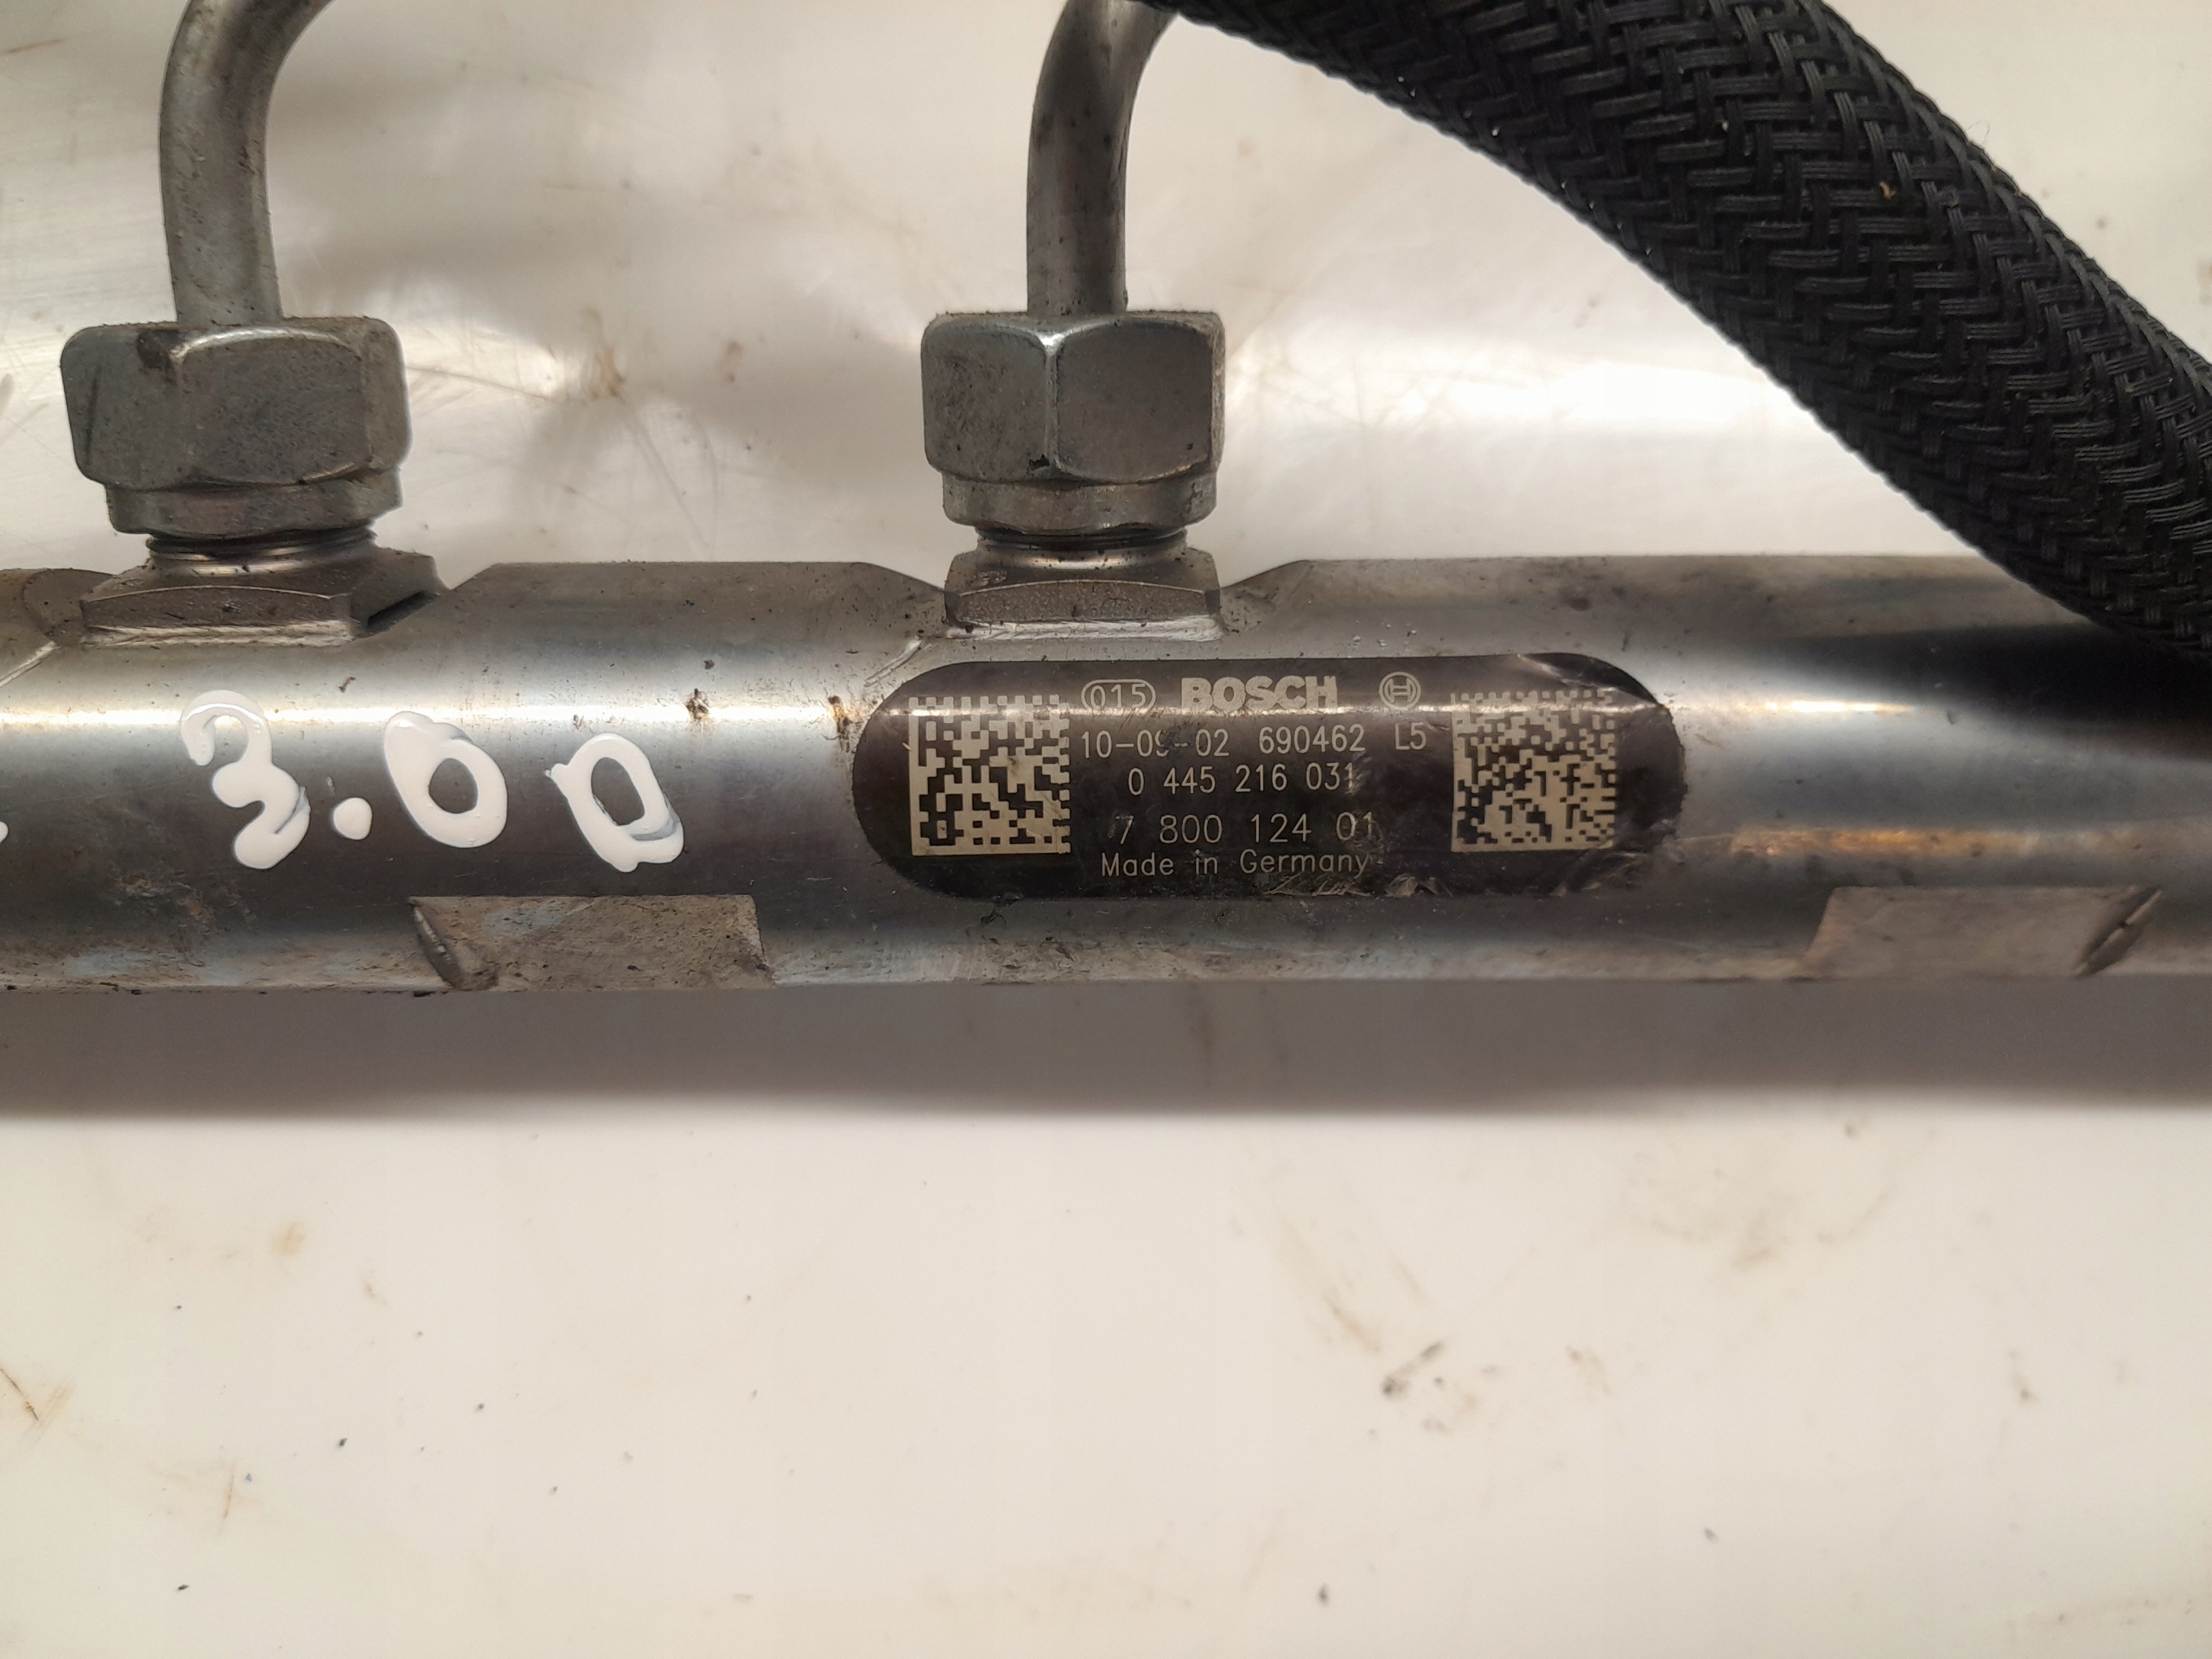 3.0D
015 BOSCH
10-09-02 690462 L5
0 445 216 031
7 800 124 01
Made in Germany